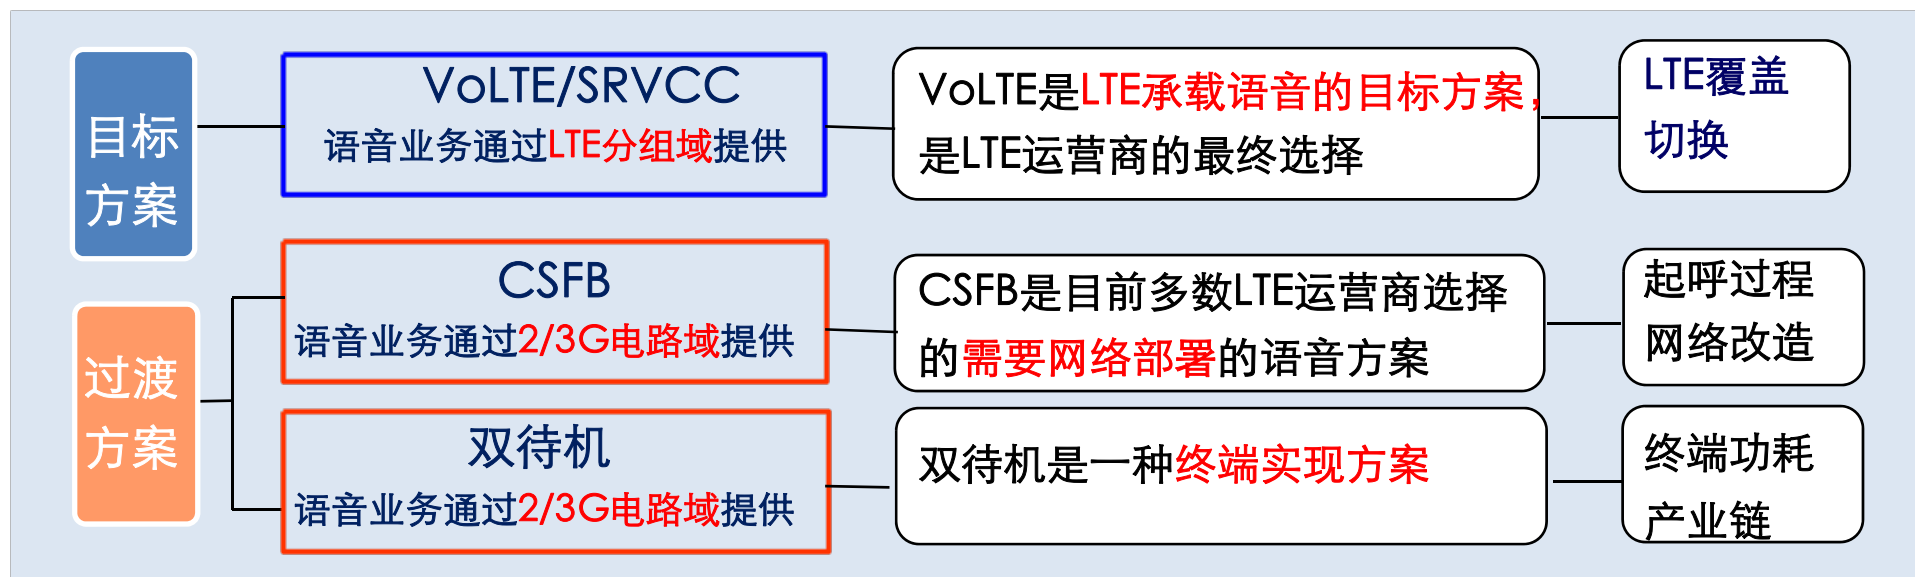 目标
方案
VoLTE/SRVCC
语音业务通过LTE分组域提供
VoLTE是LTE承载语音的目标方案，
是LTE运营商的最终选择
LTE覆盖
切换
过渡
方案
CSFB
语音业务通过2/3G电路域提供
CSFB是目前多数LTE运营商选择
的需要网络部署的语音方案
起呼过程
网络改造
双待机
语音业务通过2/3G电路域提供
双待机是一种终端实现方案
终端功耗
产业链